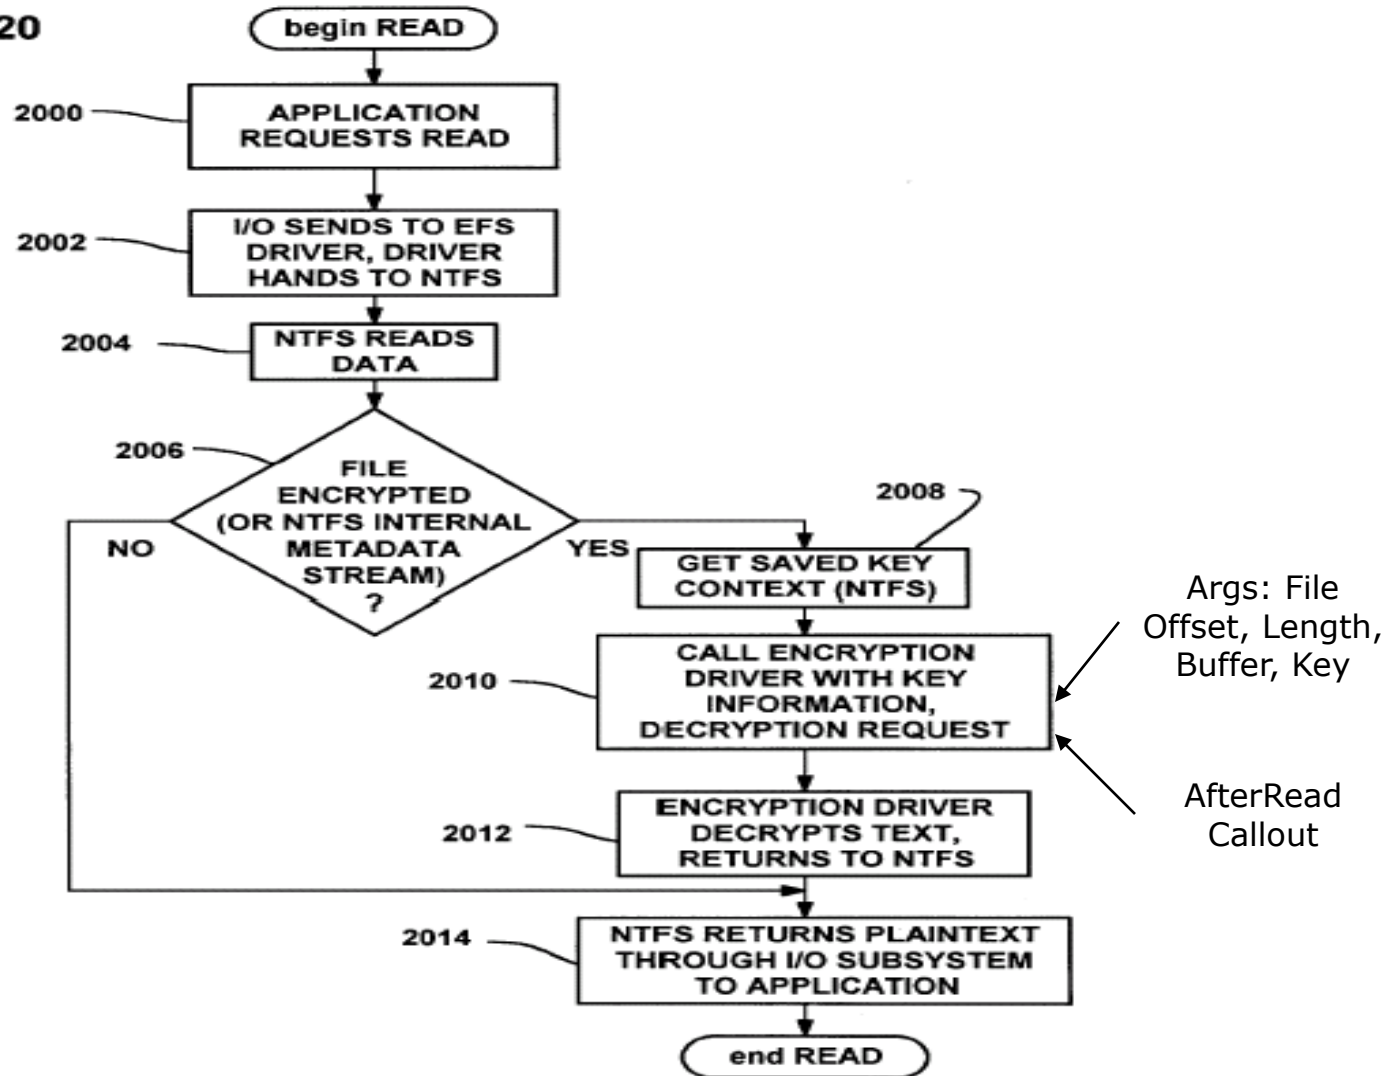 20
begin READ
2000
APPLICATION
REQUESTS READ
2002
I/O SENDS TO EFS
DRIVER, DRIVER
HANDS TO NTFS
2004
NTFS READS
DATA
2006
FILE
ENCRYPTED
(OR NTFS INTERNAL
METADATA
STREAM)
?
NO
YES
2008
GET SAVED KEY
CONTEXT (NTFS)
Args: File
Offset, Length,
Buffer, Key
2010
CALL ENCRYPTION
DRIVER WITH KEY
INFORMATION,
DECRYPTION REQUEST
AfterRead
Callout
2012
ENCRYPTION DRIVER
DECRYPTS TEXT,
RETURNS TO NTFS
2014
NTFS RETURNS PLAINTEXT
THROUGH I/O SUBSYSTEM
TO APPLICATION
end READ